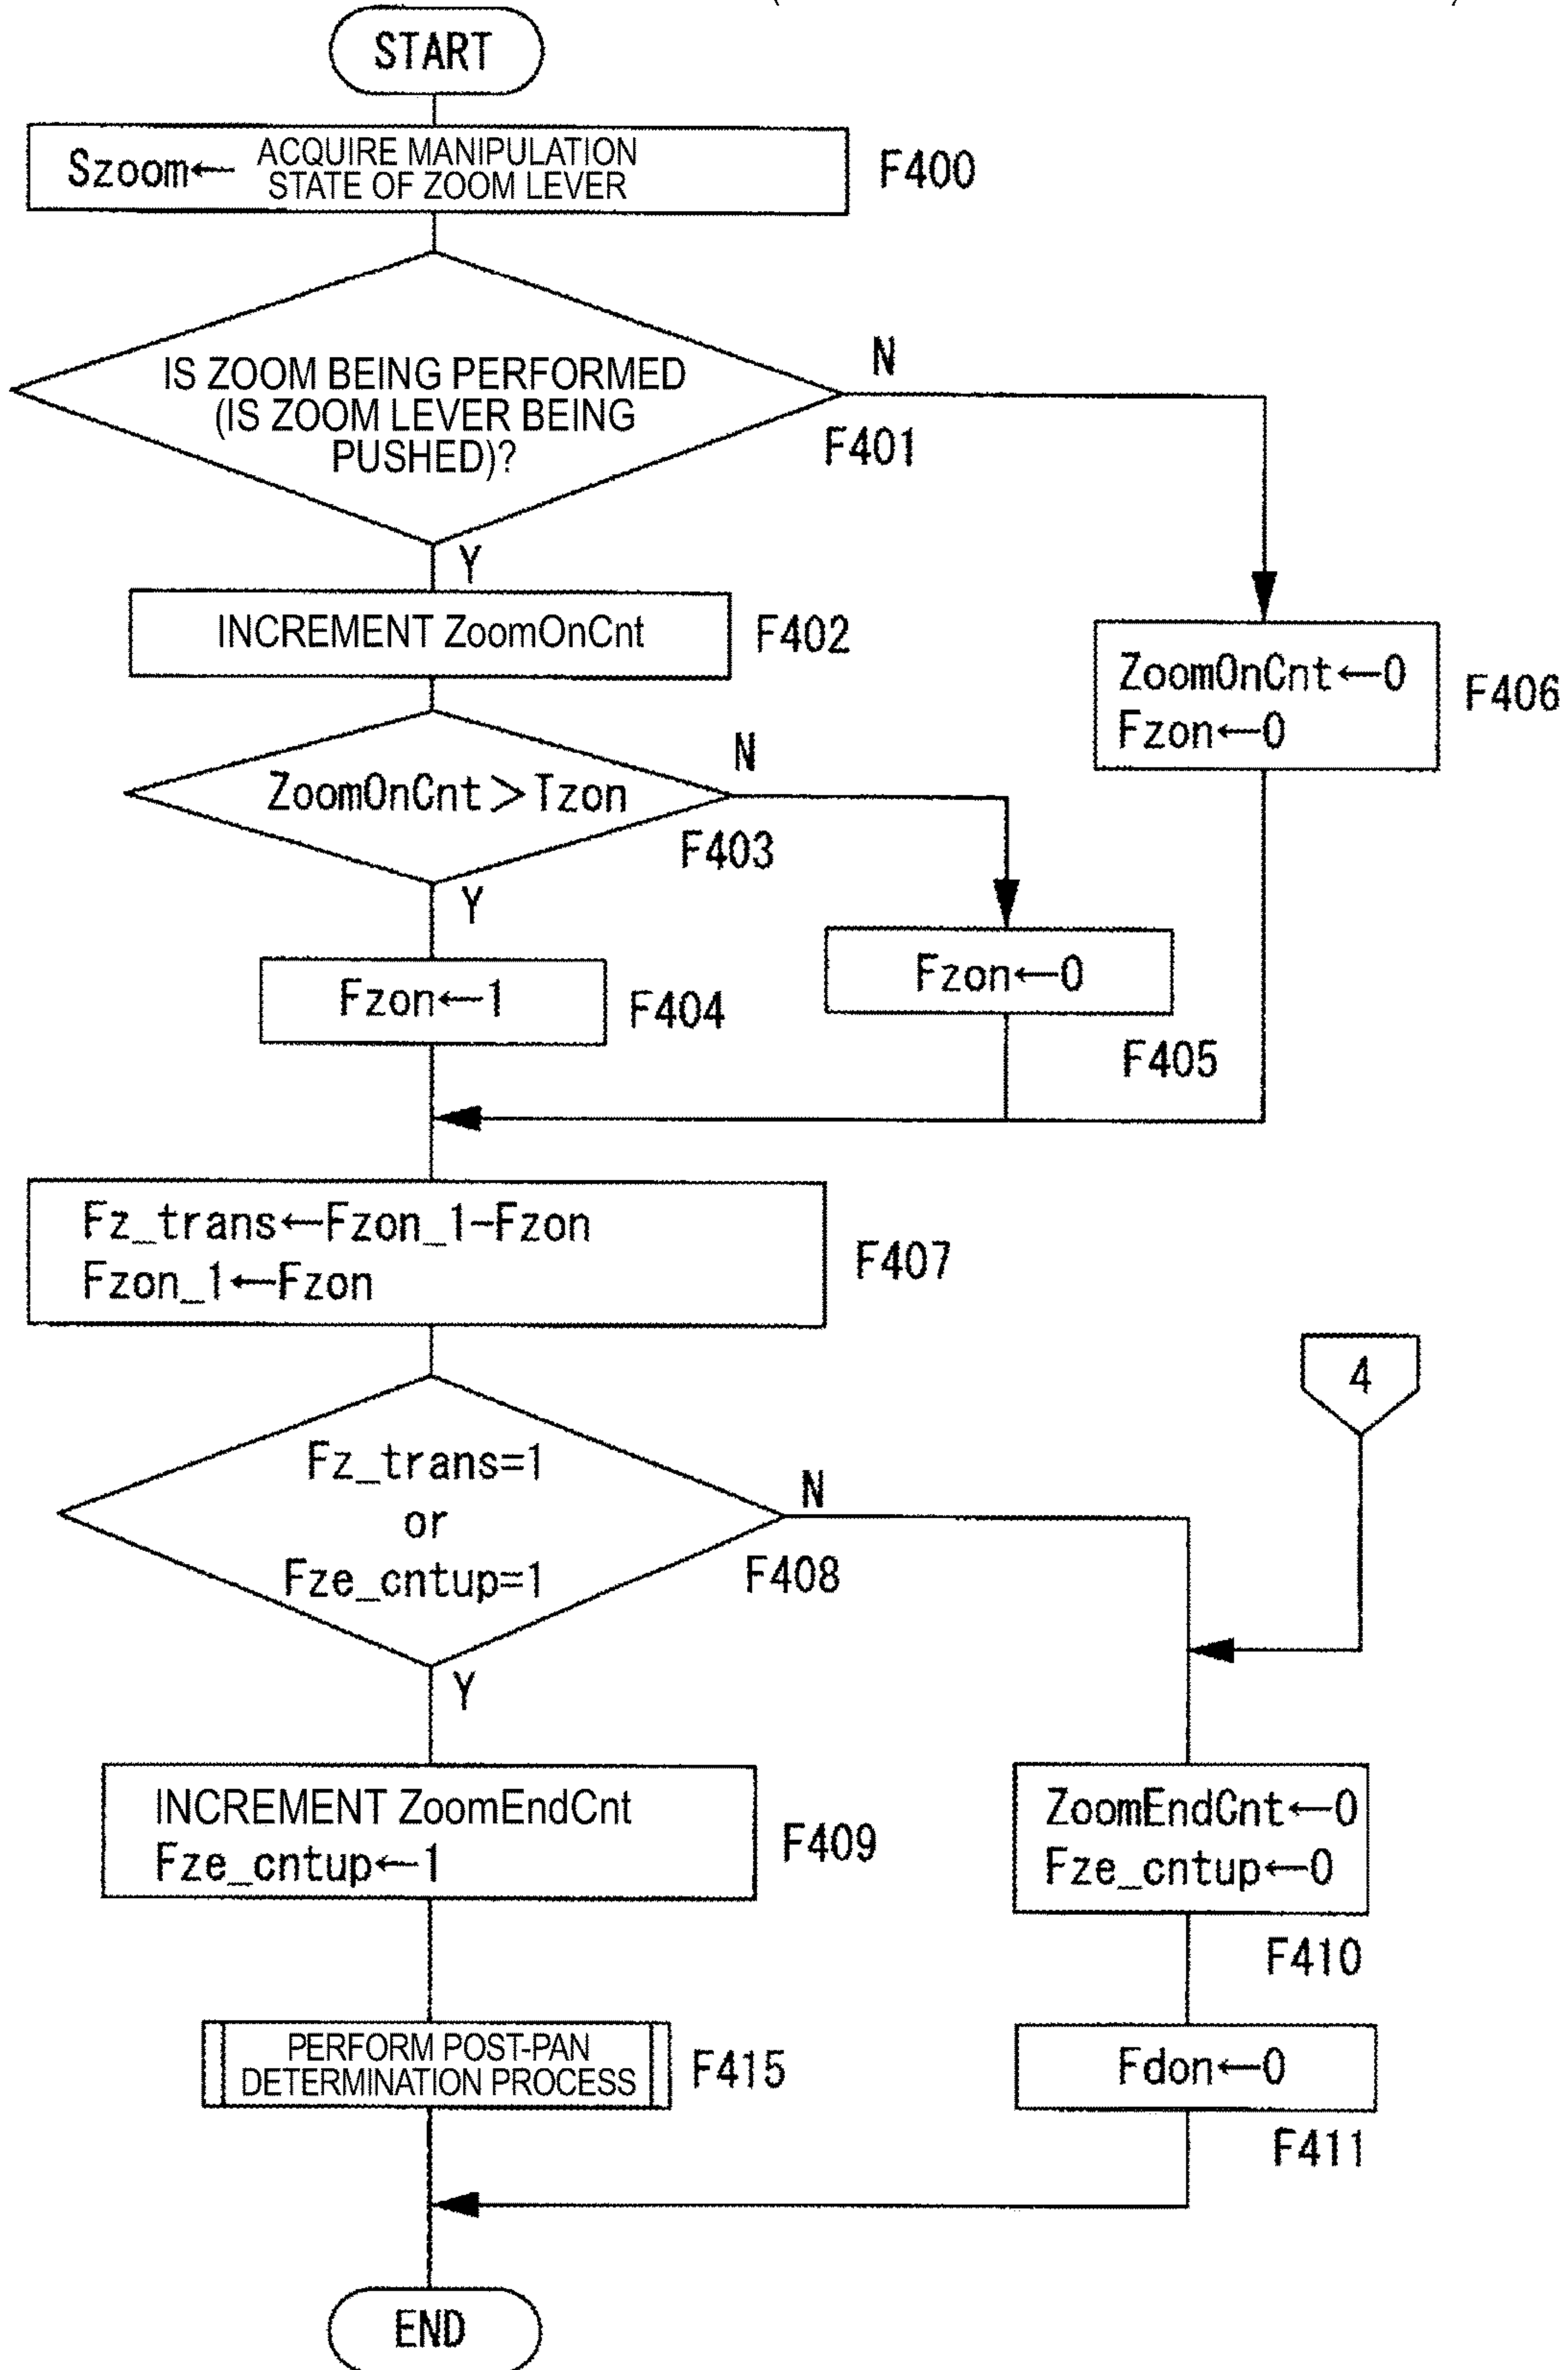 START
Szoom← ACQUIRE MANIPULATION
STATE OF ZOOM LEVER
F400
IS ZOOM BEING PERFORMED
(IS ZOOM LEVER BEING
PUSHED)?
N
F401
Y
INCREMENT ZoomOnCnt
F402
ZoomOnCnt←0
Fzon←0
F406
ZoomOnCnt>Tzon
N
F403
Y
Fzon←1
F404
Fzon←0
F405
Fz_trans←Fzon_1-Fzon
Fzon_1←Fzon
F407
4
Fz_trans=1
or
Fze_cntup=1
N
F408
Y
INCREMENT ZoomEndCnt
Fze_cntup←1
F409
ZoomEndCnt←0
Fze_cntup←0
F410
PERFORM POST-PAN
DETERMINATION PROCESS
F415
Fdon←0
F411
END